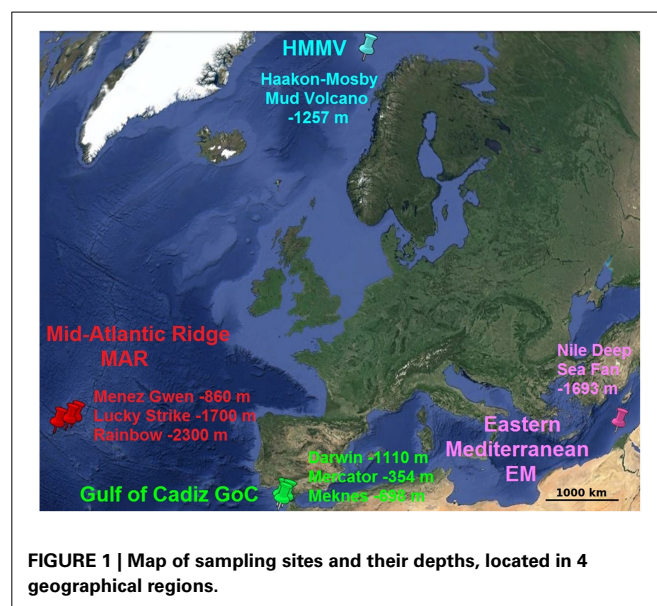 HMMV
Haakon-Mosby
Mud Volcano
-1257 m
Mid-Atlantic Ridge
MAR
Menez Gwen -860 m
Lucky Strike -1700 m
Rainbow -2300 m
Nile Deep
Sea Fan
-1693 m
Eastern
Mediterranean
EM
Darwin -1110 m
Mercator -354 m
Meknes -698 m
Gulf of Cadiz GoC
1000 km
FIGURE 1 | Map of sampling sites and their depths, located in 4
geographical regions.